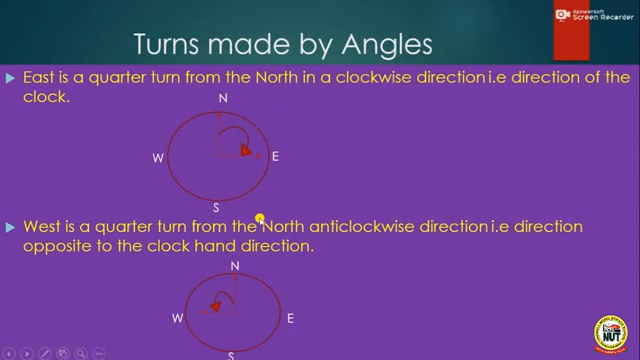 Apowersoft
Screen Recorder
Turns made by Angles
East is a quarter turn from the North in a clockwise direction i.e direction of the
clock.
N
W
E
S
West is a quarter turn from the North anticlockwise direction i.e direction
opposite to the clock hand direction.
N
W
E
S
NUT